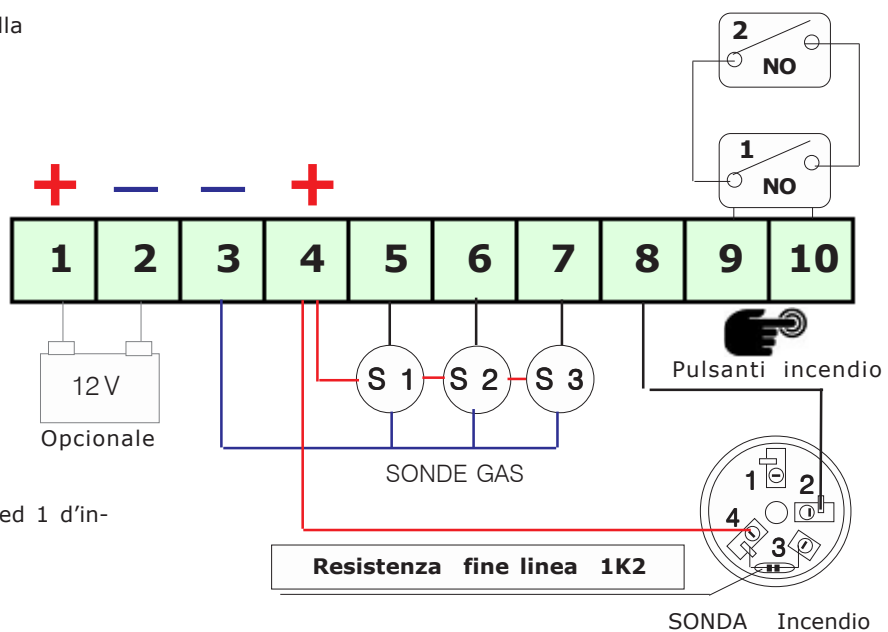 lla
2
NO
1
NO
+ – – +
1 2 3 4 5 6 7 8 9 10
12V
Opcionale
S 1 S 2 S 3
SONDE GAS
Pulsanti incendio
ed 1 d'in-
1
2
4
3
Resistenza fine linea 1K2
SONDA Incendio